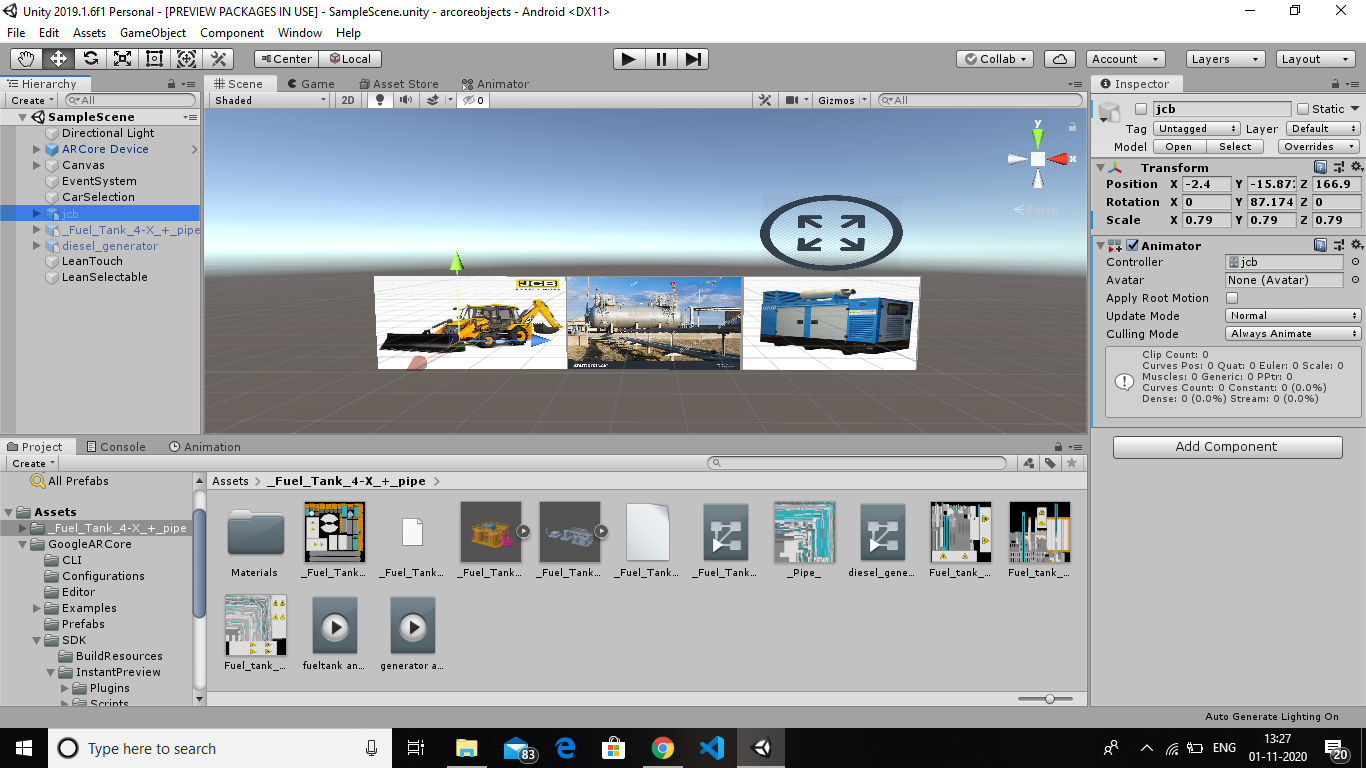 Unity 2019.1.6f1 Personal - [PREVIEW PACKAGES IN USE] - SampleScene.unity - arcoreobjects - Android <DX11>
File Edit Assets GameObject Component Window Help
Center Local Collab Account Layers Layout
Hierarchy
Create All
SampleScene
Directional Light
ARCore Device
Canvas
EventSystem
CarSelection
jcb
_Fuel_Tank_4-X_+_pipe
diesel_generator
LeanTouch
LeanSelectable
Scene Game Asset Store Animator
Shaded 2D 0 Gizmos All
y
x
Persp
JCB
Inspector
jcb Static
Tag Untagged Layer Default
Model Open Select Overrides
Transform
Position X -2.4 Y -15.872 Z 166.9
Rotation X 0 Y 87.174 Z 0
Scale X 0.79 Y 0.79 Z 0.79
Animator
Controller jcb
Avatar None (Avatar)
Apply Root Motion
Update Mode Normal
Culling Mode Always Animate
Clip Count: 0
Curves Pos: 0 Quat: 0 Euler: 0 Scale: 0
Muscles: 0 Generic: 0 PPtr: 0
Curves Count: 0 Constant: 0 (0.0%)
Dense: 0 (0.0%) Stream: 0 (0.0%)
Add Component
Project Console Animation
Create
All Prefabs
Assets
_Fuel_Tank_4-X_+_pipe
GoogleARCore
CLI
Configurations
Editor
Examples
Prefabs
SDK
BuildResources
InstantPreview
Plugins
Scripts
Assets > _Fuel_Tank_4-X_+_pipe >
Materials _Fuel_Tank... _Fuel_Tank... _Fuel_Tank... _Fuel_Tank... _Fuel_Tank... _Fuel_Tank... _Pipe_ diesel_gene... Fuel_tank_... Fuel_tank_...
Fuel_tank_... fueltank an... generator a...
Auto Generate Lighting On
Type here to search
83
ENG
13:27
01-11-2020
20